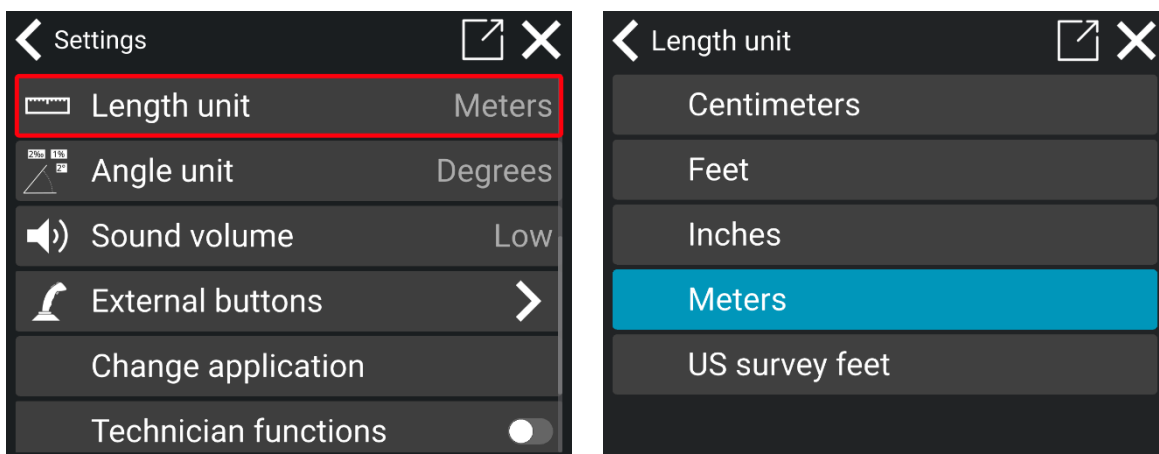 Settings
Length unit Meters
2‰ 1%
2°
Angle unit Degrees
Sound volume Low
External buttons
Change application
Technician functions
Length unit
Centimeters
Feet
Inches
Meters
US survey feet